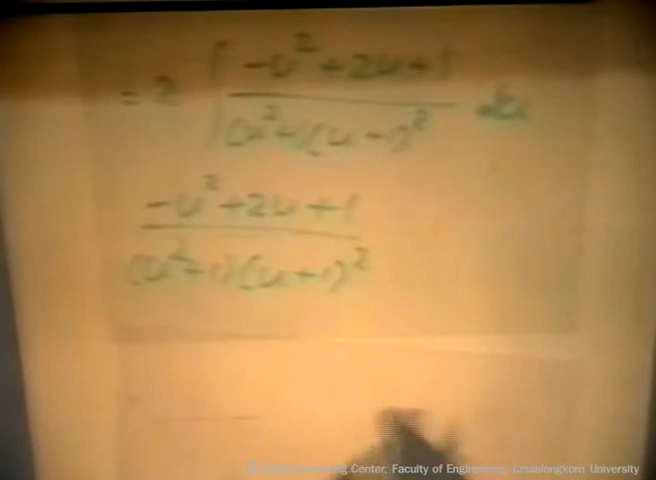 = 2 ∫ (-u² + 2u + 1) / ((u² + 1)(u - 1)²) du
(-u² + 2u + 1) / ((u² + 1)(u + 1)²)
Learning Center, Faculty of Engineering, Chulalongkorn University